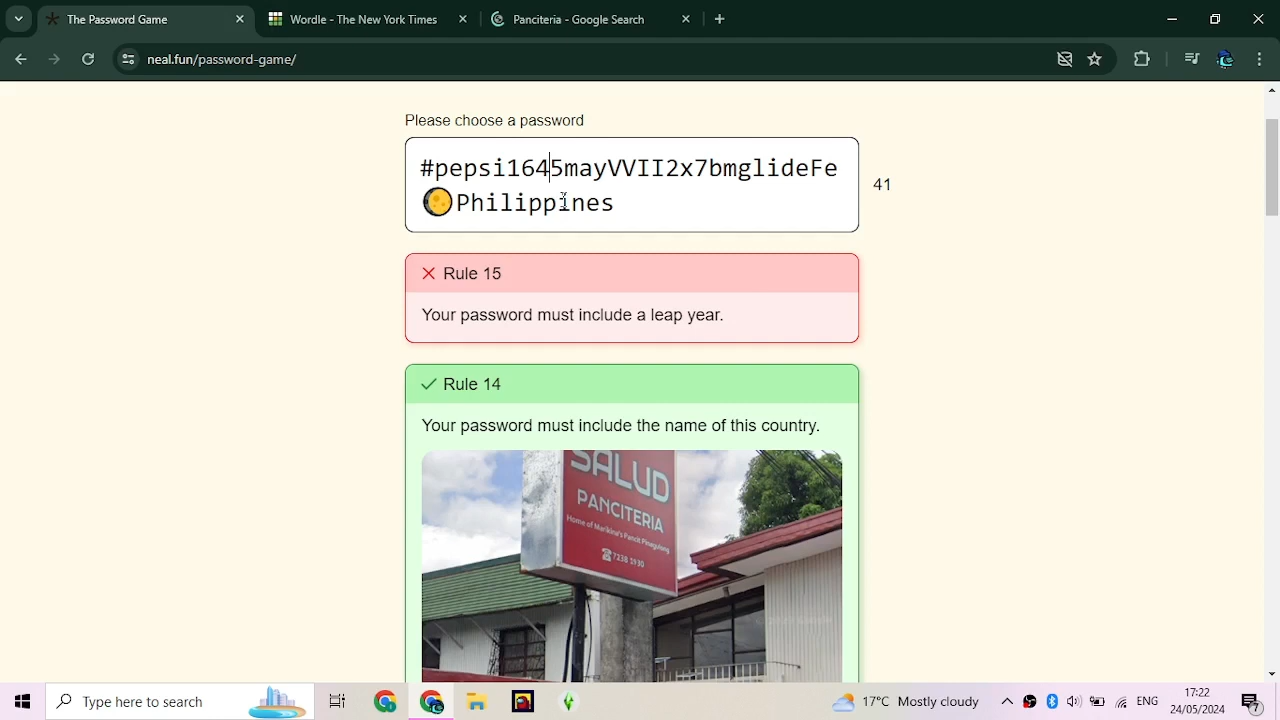 The Password Game
Wordle - The New York Times
Panciteria - Google Search
neal.fun/password-game/
Please choose a password
#pepsi1645mayVVII2x7bmglideFe
🌔Philippines
41
Rule 15
Your password must include a leap year.
Rule 14
Your password must include the name of this country.
SALUD
PANCITERIA
Home of Marikina's Pancit
☎7238 1930
Type here to search
17°C Mostly cloudy
ENG
17:22
24/05/2024
7